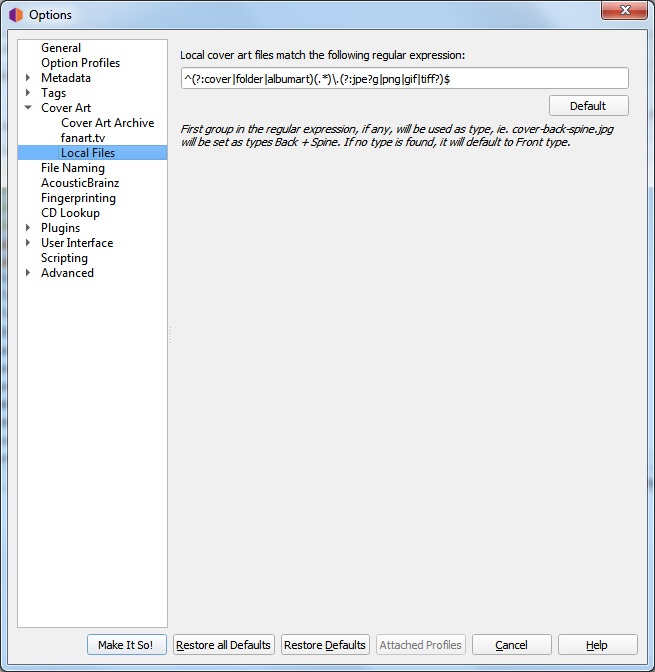 Options
General
Option Profiles
Metadata
Tags
Cover Art
Cover Art Archive
fanart.tv
Local Files
File Naming
AcousticBrainz
Fingerprinting
CD Lookup
Plugins
User Interface
Scripting
Advanced
Local cover art files match the following regular expression:
^(?:cover|folder|albumart)(.*)\.(?:jpe?g|png|gif|tiff?)$
Default
First group in the regular expression, if any, will be used as type, ie. cover-back-spine.jpg
will be set as types Back + Spine. If no type is found, it will default to Front type.
Make It So!
Restore all Defaults
Restore Defaults
Attached Profiles
Cancel
Help